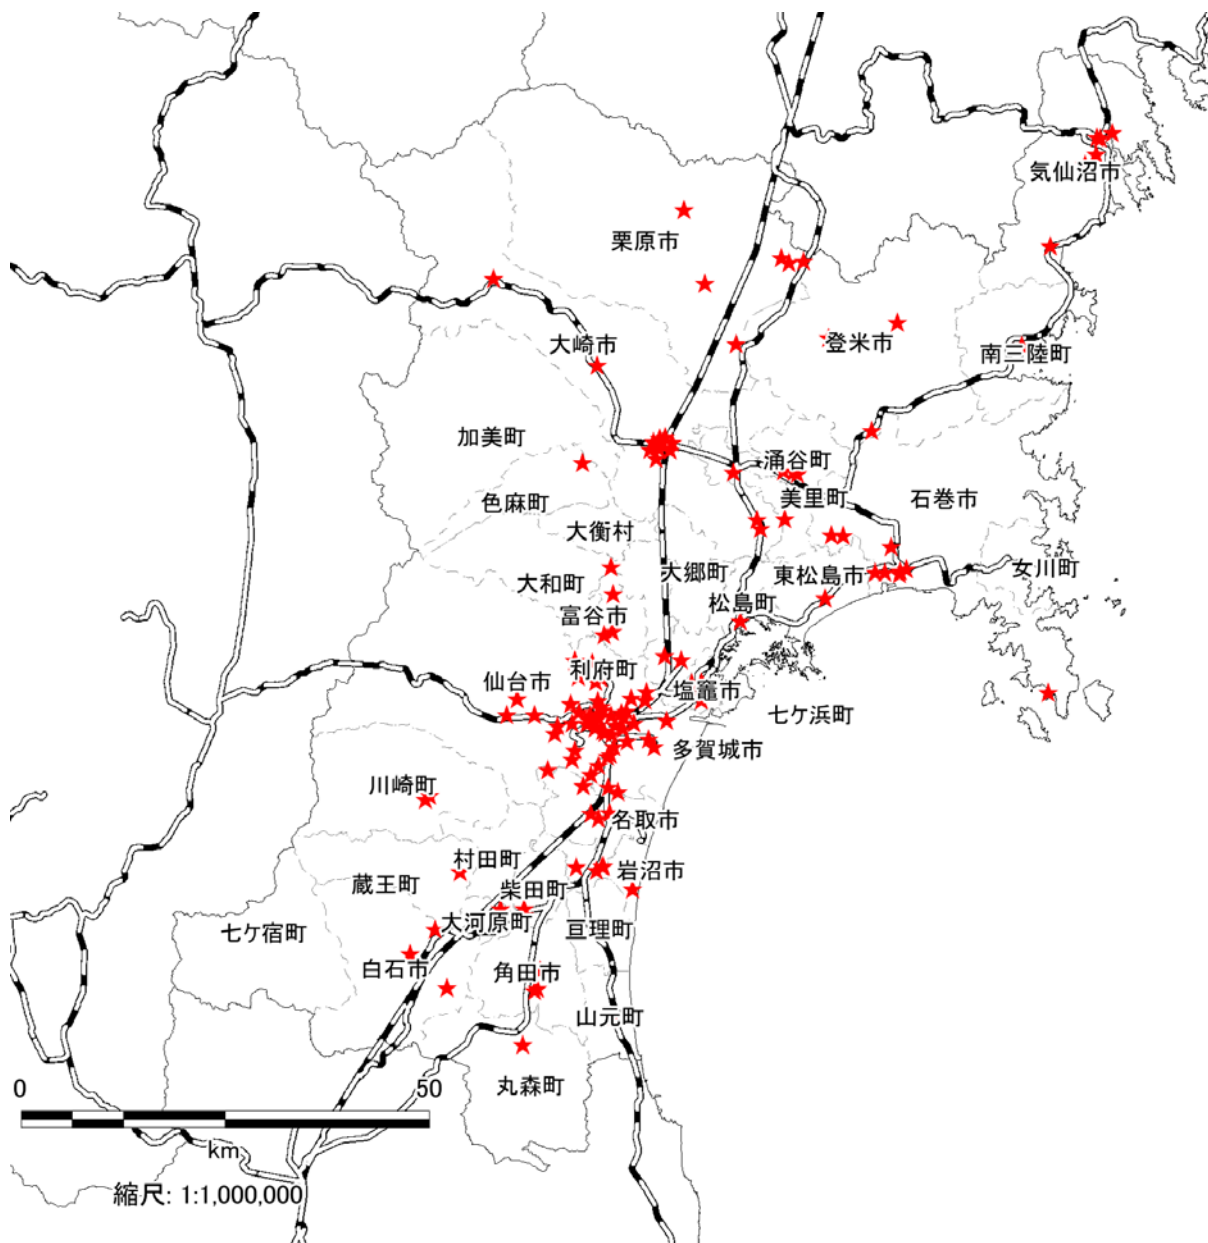 気仙沼市
栗原市
大崎市
登米市
南三陸町
加美町
涌谷町
色麻町
美里町
石巻市
大衡村
大和町
大郷町
東松島市
女川町
富谷市
松島町
利府町
仙台市
塩竈市
七ケ浜町
多賀城市
川崎町
名取市
村田町
岩沼市
蔵王町
柴田町
大河原町
七ケ宿町
亘理町
白石市
角田市
山元町
丸森町
0 50
km
縮尺: 1:1,000,000